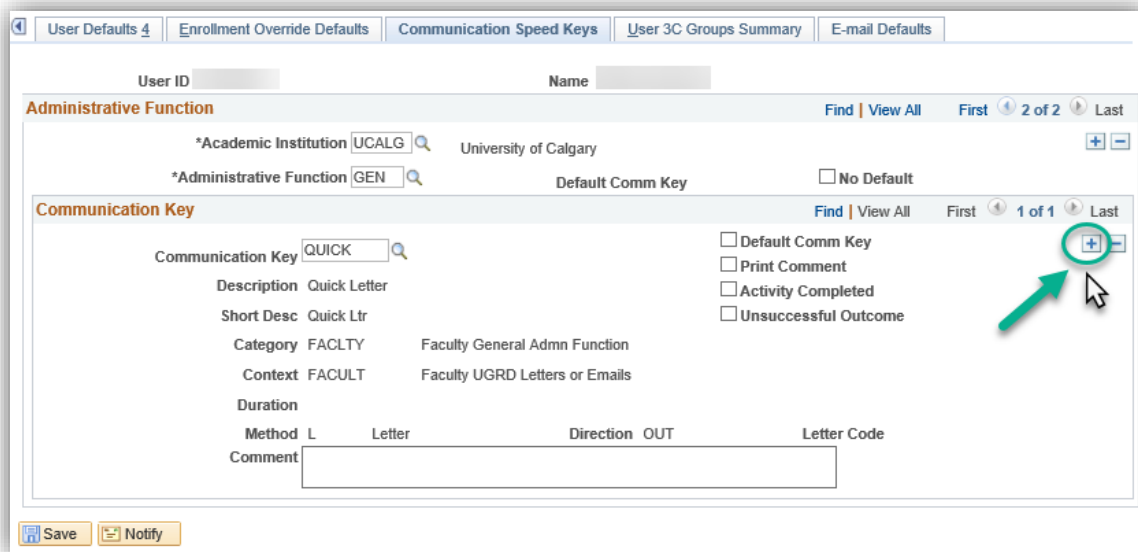 User Defaults 4 Enrollment Override Defaults Communication Speed Keys User 3C Groups Summary E-mail Defaults
User ID Name
Administrative Function Find | View All First 2 of 2 Last
*Academic Institution UCALG University of Calgary
*Administrative Function GEN Default Comm Key No Default
Communication Key Find | View All First 1 of 1 Last
Communication Key QUICK Default Comm Key
Print Comment
Description Quick Letter Activity Completed
Short Desc Quick Ltr Unsuccessful Outcome
Category FACLTY Faculty General Admn Function
Context FACULT Faculty UGRD Letters or Emails
Duration
Method L Letter Direction OUT Letter Code
Comment
Save Notify